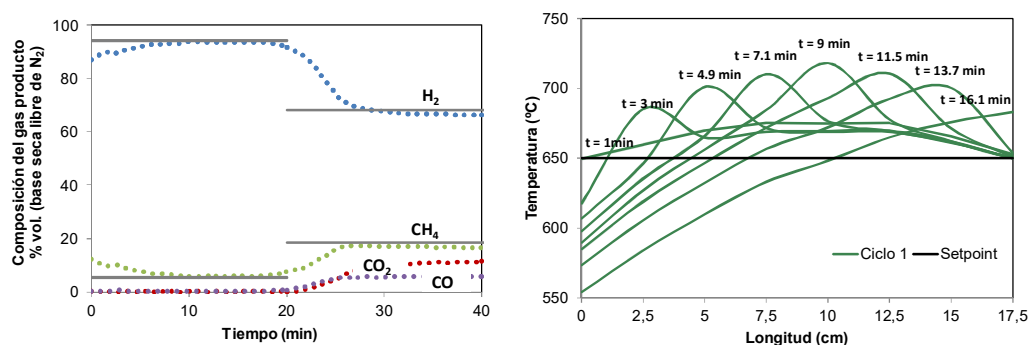 Composición del gas producto
% vol. (base seca libre de N₂)
100
80
60
40
20
0
H₂
CH₄
CO₂
CO
0
10
20
30
40
Tiempo (min)
Temperatura (ºC)
750
700
650
600
550
t = 1min
t = 3 min
t = 4.9 min
t = 7.1 min
t = 9 min
t = 11.5 min
t = 13.7 min
t = 16.1 min
Ciclo 1
Setpoint
0
2,5
5
7,5
10
12,5
15
17,5
Longitud (cm)